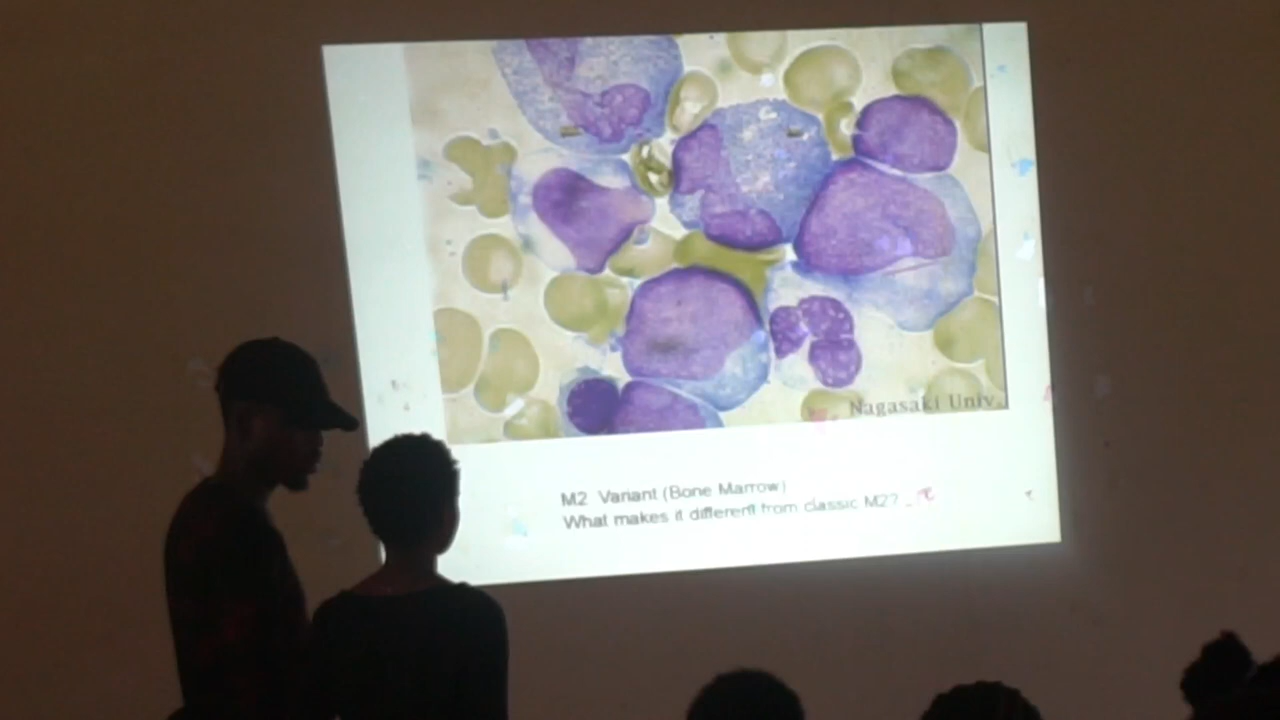 Nagasaki Univ.
M2 Variant (Bone Marrow)
What makes it different from classic M2?